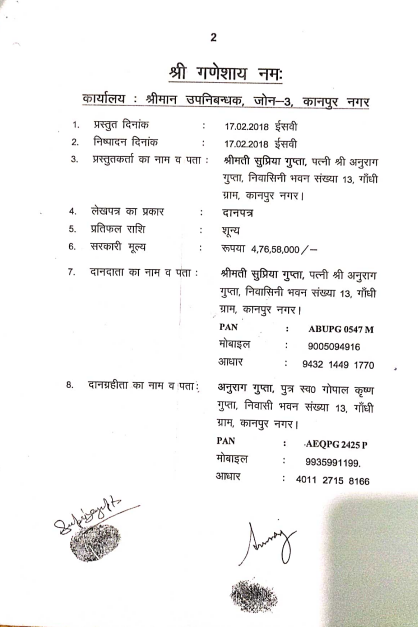 2
श्री गणेशाय नमः
कार्यालय : श्रीमान उपनिबन्धक, जोन–3, कानपुर नगर
1. प्रस्तुत दिनांक : 17.02.2018 ईसवी
2. निष्पादन दिनांक : 17.02.2018 ईसवी
3. प्रस्तुतकर्ता का नाम व पता : श्रीमती सुप्रिया गुप्ता, पत्नी श्री अनुराग
गुप्ता, निवासिनी भवन संख्या 13, गाँधी
ग्राम, कानपुर नगर।
4. लेखपत्र का प्रकार : दानपत्र
5. प्रतिफल राशि : शून्य
6. सरकारी मूल्य : रूपया 4,76,58,000/–
7. दानदाता का नाम व पता : श्रीमती सुप्रिया गुप्ता, पत्नी श्री अनुराग
गुप्ता, निवासिनी भवन संख्या 13, गाँधी
ग्राम, कानपुर नगर।
PAN : ABUPG 0547 M
मोबाइल : 9005094916
आधार : 9432 1449 1770
8. दानग्रहीता का नाम व पता : अनुराग गुप्ता, पुत्र स्व0 गोपाल कृष्ण
गुप्ता, निवासी भवन संख्या 13, गाँधी
ग्राम, कानपुर नगर।
PAN : AEQPG 2425 P
मोबाइल : 9935991199.
आधार : 4011 2715 8166